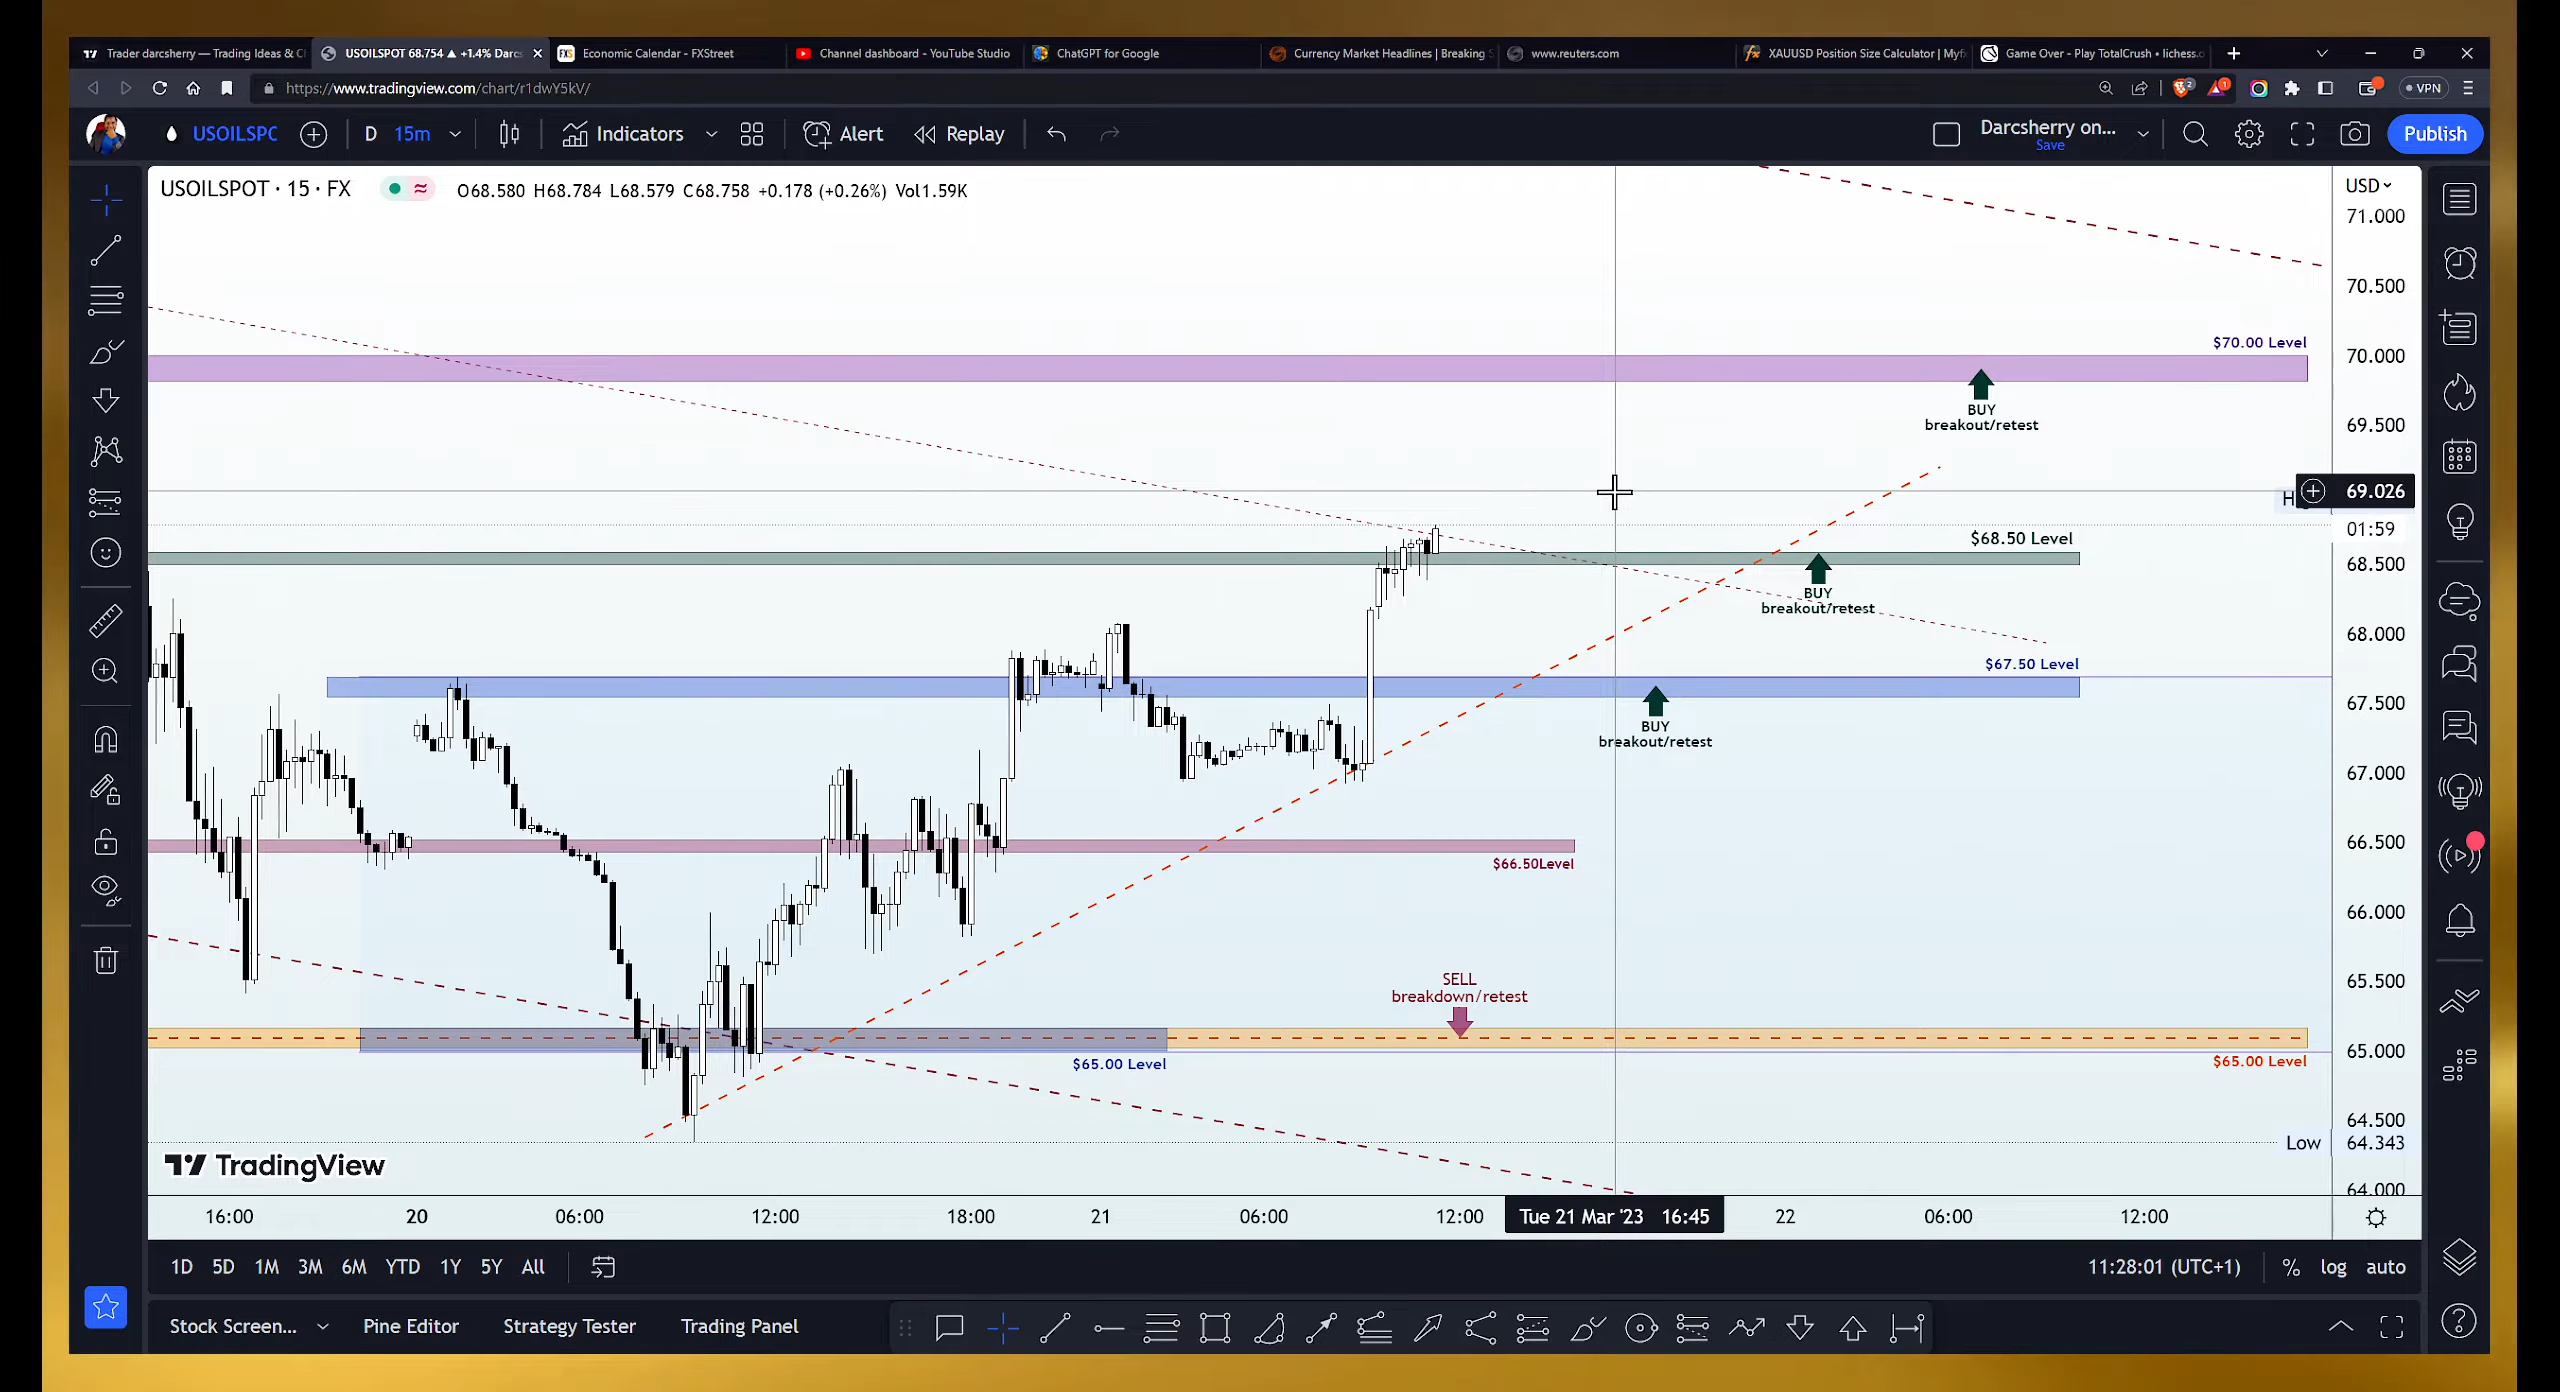 Trader darcsherry — Trading Ideas & C
USOILSPOT 68.754 ▲ +1.4% Darcs
Economic Calendar - FXStreet
Channel dashboard - YouTube Studio
ChatGPT for Google
Currency Market Headlines | Breaking
www.reuters.com
XAUUSD Position Size Calculator | Myf
Game Over - Play TotalCrush • lichess.o
https://www.tradingview.com/chart/r1dwY5kV/
VPN
USOILSPC
D
15m
Indicators
Alert
Replay
Darcsherry on...
Save
Publish
USOILSPOT · 15 · FX
O68.580 H68.784 L68.579 C68.758 +0.178 (+0.26%) Vol1.59K
USD
71.000
70.500
$70.00 Level
70.000
BUY
breakout/retest
69.500
69.026
01:59
$68.50 Level
68.500
BUY
breakout/retest
68.000
$67.50 Level
67.500
BUY
breakout/retest
67.000
66.500
$66.50Level
66.000
65.500
SELL
breakdown/retest
65.000
$65.00 Level
$65.00 Level
64.500
Low 64.343
TradingView
64.000
16:00
20
06:00
12:00
18:00
21
06:00
12:00
Tue 21 Mar '23 16:45
22
06:00
12:00
1D 5D 1M 3M 6M YTD 1Y 5Y All
11:28:01 (UTC+1)
% log auto
Stock Screen...
Pine Editor
Strategy Tester
Trading Panel